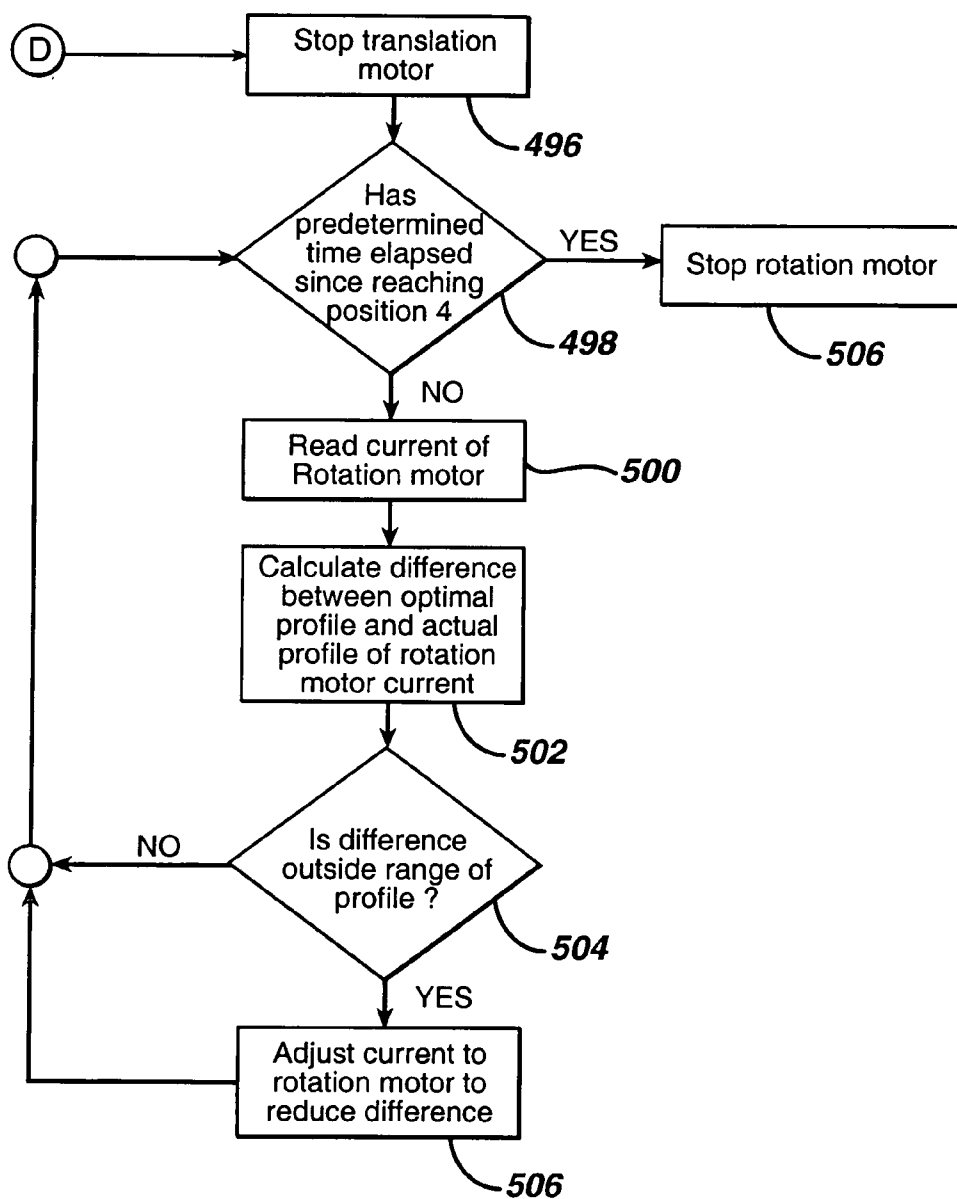 D
Stop translation
motor
496
Has
predetermined
time elapsed
since reaching
position 4
YES
Stop rotation motor
498
506
NO
Read current of
Rotation motor
500
Calculate difference
between optimal
profile and actual
profile of rotation
motor current
502
NO
Is difference
outside range of
profile ?
504
YES
Adjust current to
rotation motor to
reduce difference
506